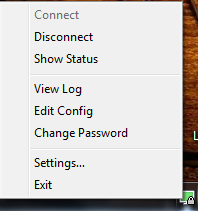 Connect
Disconnect
Show Status
View Log
Edit Config
Change Password
Settings...
Exit
L